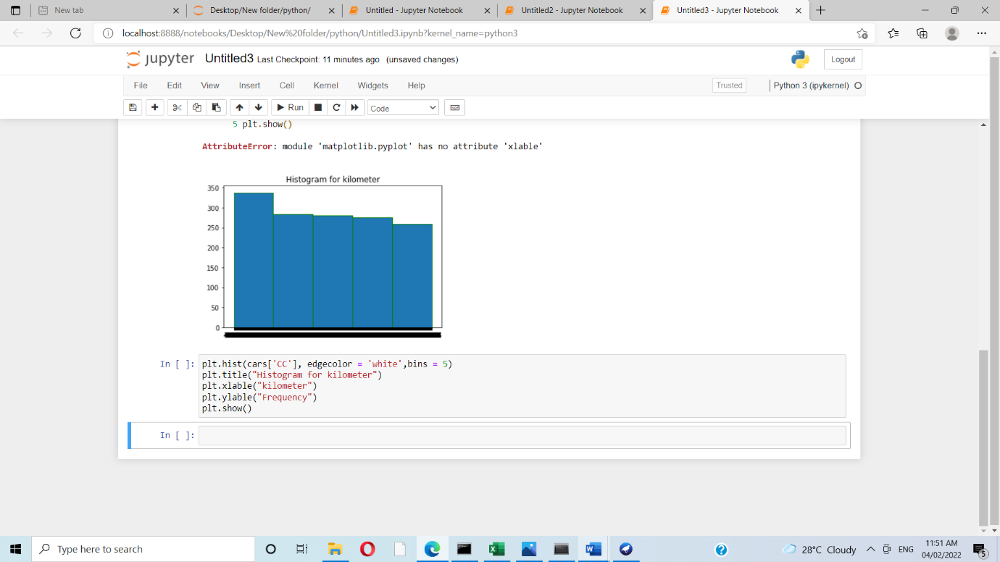 New tab
Desktop/New folder/python/
Untitled - Jupyter Notebook
Untitled2 - Jupyter Notebook
Untitled3 - Jupyter Notebook
localhost:8888/notebooks/Desktop/New%20folder/python/Untitled3.ipynb?kernel_name=python3
jupyter Untitled3 Last Checkpoint: 11 minutes ago (unsaved changes)
Logout
File Edit View Insert Cell Kernel Widgets Help
Trusted
Python 3 (ipykernel)
Run
Code
5 plt.show()
AttributeError: module 'matplotlib.pyplot' has no attribute 'xlable'
Histogram for kilometer
350
300
250
200
150
100
50
0
In [ ]: plt.hist(cars['CC'], edgecolor = 'white',bins = 5)
plt.title("Histogram for kilometer")
plt.xlable("kilometer")
plt.ylable("Frequency")
plt.show()
In [ ]:
Type here to search
28°C Cloudy
ENG
11:51 AM
04/02/2022
5